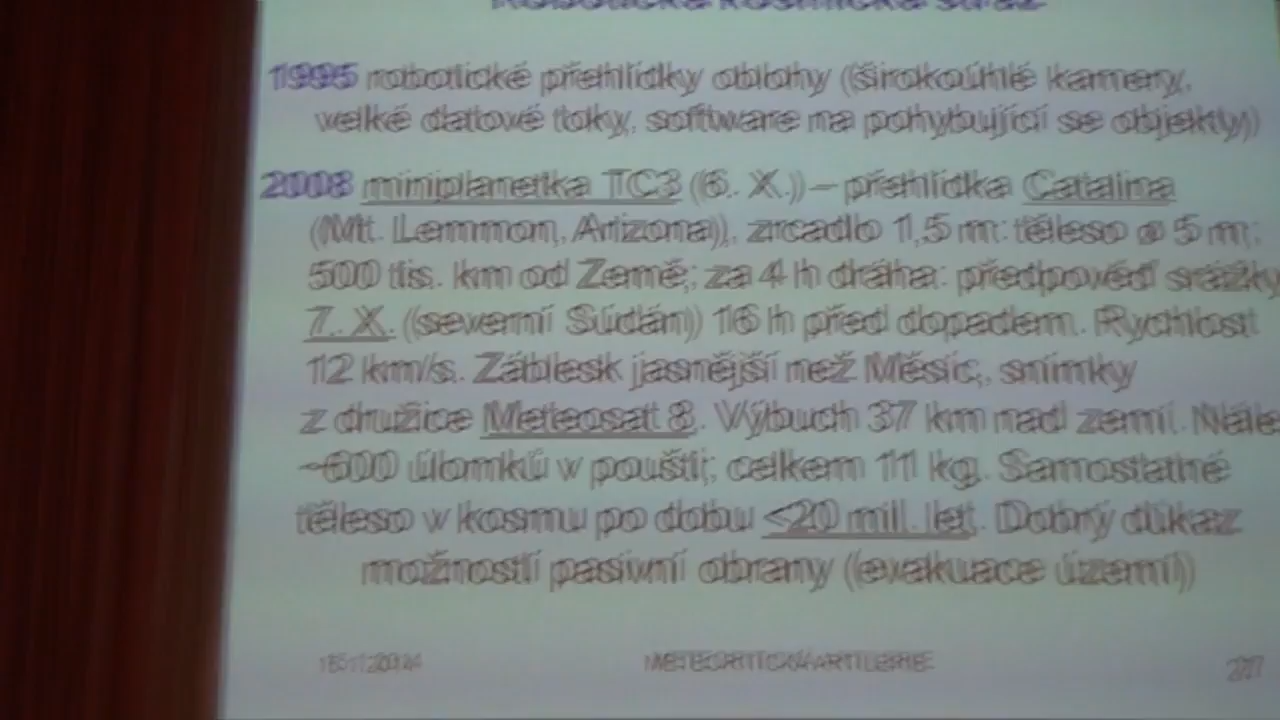 Robotická kosmická stráž
1995 robotické přehlídky oblohy (širokoúhlé kamery,
velké datové toky, software na pohybující se objekty)
2008 miniplanetka TC3 (6. X.) – přehlídka Catalina
(Mt. Lemmon, Arizona), zrcadlo 1,5 m: těleso ø 5 m;
500 tis. km od Země; za 4 h dráha: předpověď srážky
7. X. (severní Súdán) 16 h před dopadem. Rychlost
12 km/s. Záblesk jasnější než Měsíc, snímky
z družice Meteosat 8. Výbuch 37 km nad zemí. Nále
~600 úlomků v poušti; celkem 11 kg. Samostatné
těleso v kosmu po dobu <20 mil. let. Dobrý důkaz
možností pasivní obrany (evakuace území)
METEORITICKÁ ARTILERIE